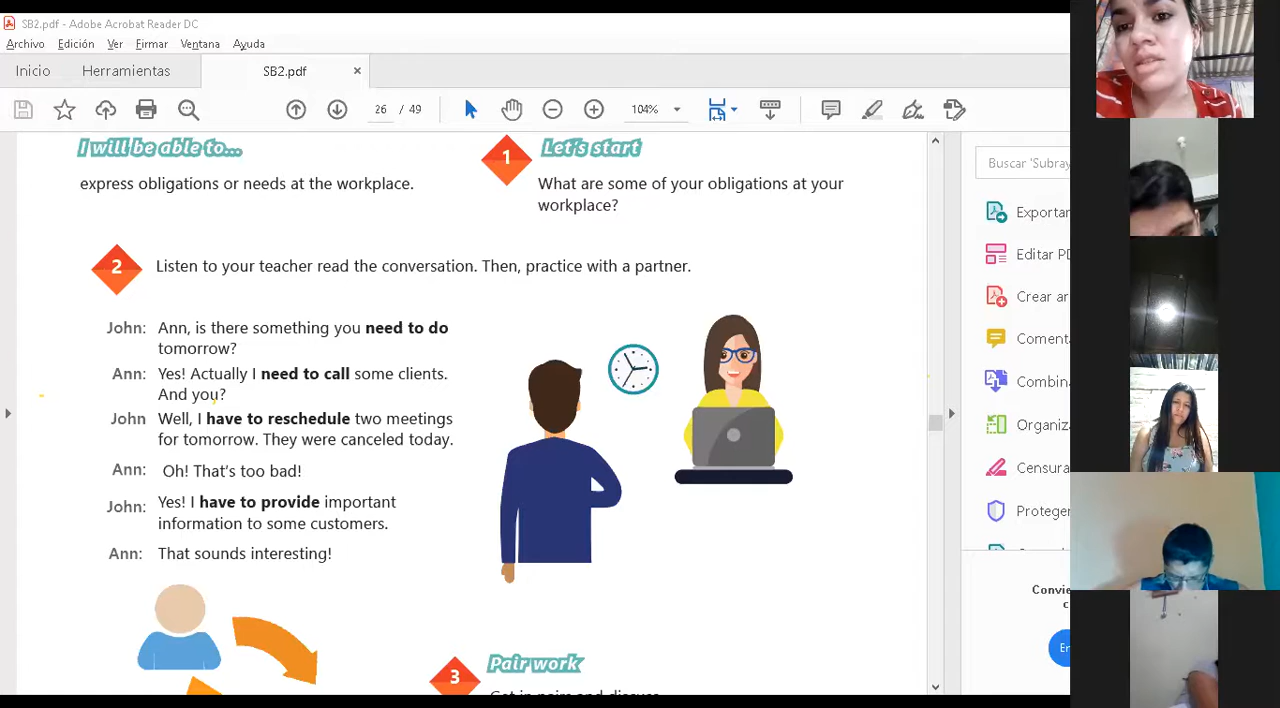 SB2.pdf - Adobe Acrobat Reader DC
Archivo Edición Ver Firmar Ventana Ayuda
Inicio Herramientas SB2.pdf ×
26 / 49 104%
I will be able to...
express obligations or needs at the workplace.
1 Let's start
What are some of your obligations at your
workplace?
2 Listen to your teacher read the conversation. Then, practice with a partner.
John: Ann, is there something you need to do
tomorrow?
Ann: Yes! Actually I need to call some clients.
And you?
John Well, I have to reschedule two meetings
for tomorrow. They were canceled today.
Ann: Oh! That's too bad!
John: Yes! I have to provide important
information to some customers.
Ann: That sounds interesting!
3 Pair work
Get in pairs and discuss
Buscar 'Subray
Exportar
Editar PD
Crear ar
Comenta
Combin
Organiz
Censura
Proteger
Convie